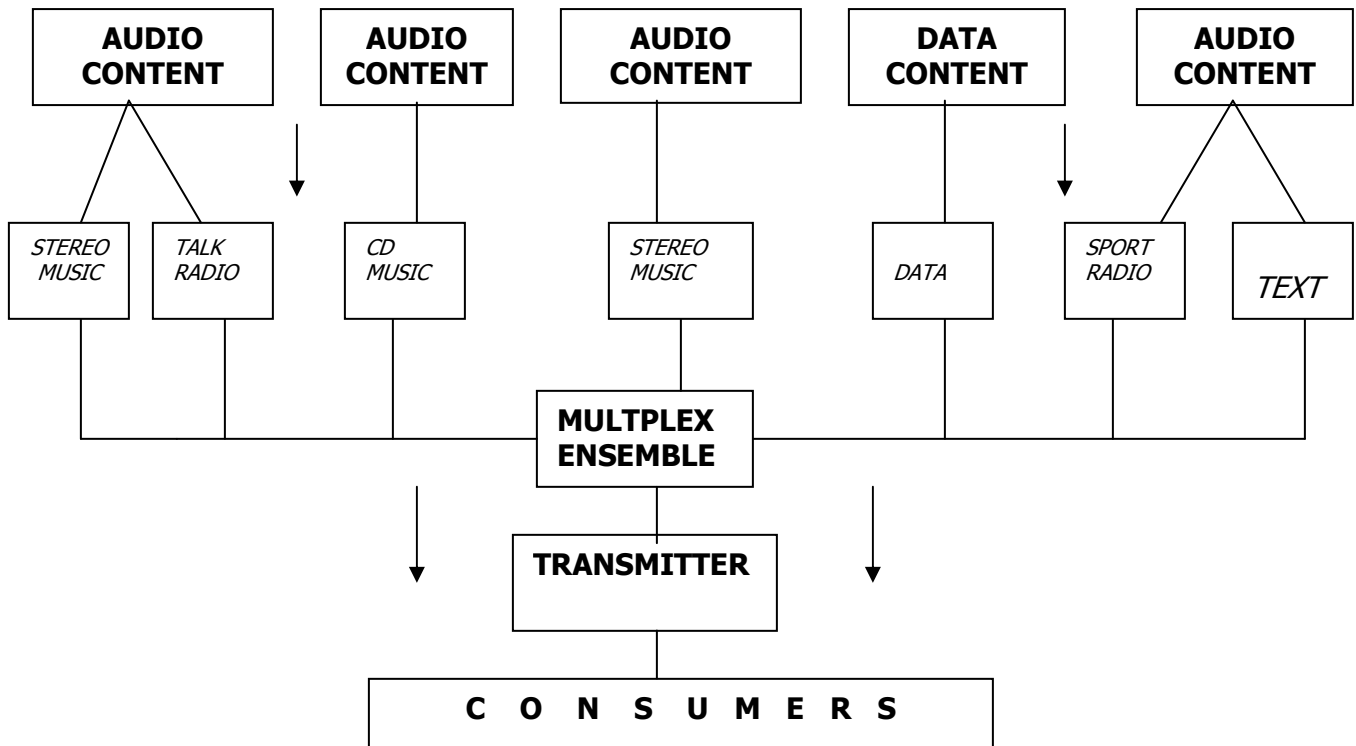 AUDIO
CONTENT
AUDIO
CONTENT
AUDIO
CONTENT
DATA
CONTENT
AUDIO
CONTENT
STEREO
MUSIC
TALK
RADIO
CD
MUSIC
STEREO
MUSIC
DATA
SPORT
RADIO
TEXT
MULTPLEX
ENSEMBLE
TRANSMITTER
C O N S U M E R S